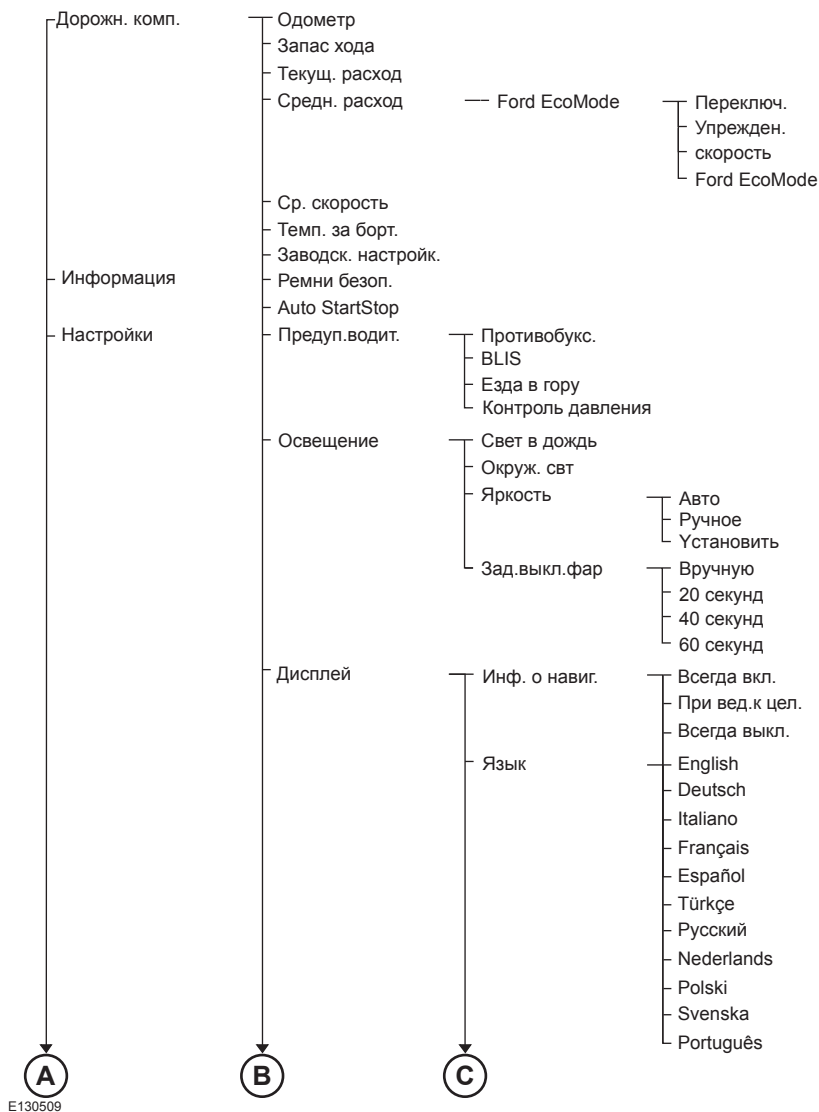 Дорожн. комп.
Одометр
Запас хода
Текущ. расход
Средн. расход
Ford EcoMode
Переключ.
Упрежден.
скорость
Ford EcoMode
Ср. скорость
Темп. за борт.
Заводск. настройк.
Информация
Ремни безоп.
Auto StartStop
Настройки
Предуп.водит.
Противобукс.
BLIS
Езда в гору
Контроль давления
Освещение
Свет в дождь
Окруж. свт
Яркость
Авто
Ручное
Yстановить
Зад.выкл.фар
Вручную
20 секунд
40 секунд
60 секунд
Дисплей
Инф. о навиг.
Всегда вкл.
При вед.к цел.
Всегда выкл.
Язык
English
Deutsch
Italiano
Français
Español
Türkçe
Русский
Nederlands
Polski
Svenska
Português
A
B
C
E130509